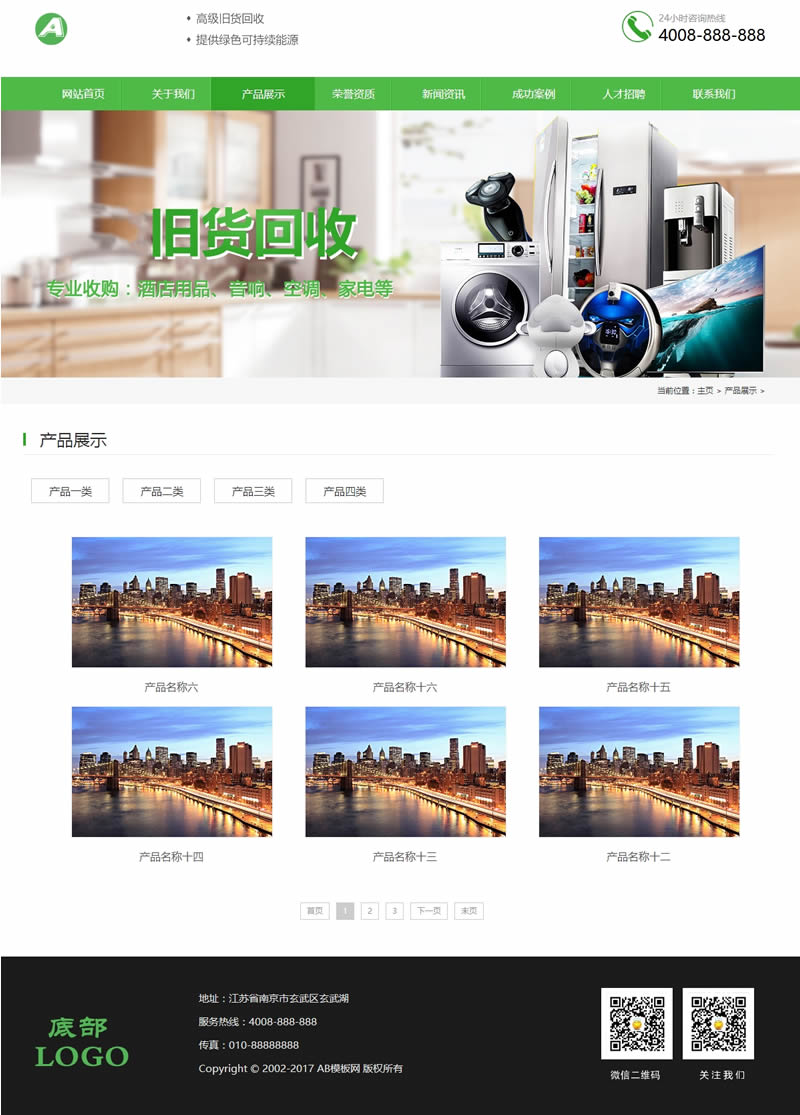 A
高级旧货回收
提供绿色可持续能源
24小时咨询热线
4008-888-888
网站首页 关于我们 产品展示 荣誉资质 新闻资讯 成功案例 人才招聘 联系我们
旧货回收
专业收购：酒店用品、音响、空调、家电等
当前位置：主页 > 产品展示 >
产品展示
产品一类 产品二类 产品三类 产品四类
产品名称六 产品名称十六 产品名称十五
产品名称十四 产品名称十三 产品名称十二
首页 1 2 3 下一页 末页
底部
LOGO
地址：江苏省南京市玄武区玄武湖
服务热线：4008-888-888
传真：010-88888888
Copyright © 2002-2017 AB模板网 版权所有
微信二维码 关注我们